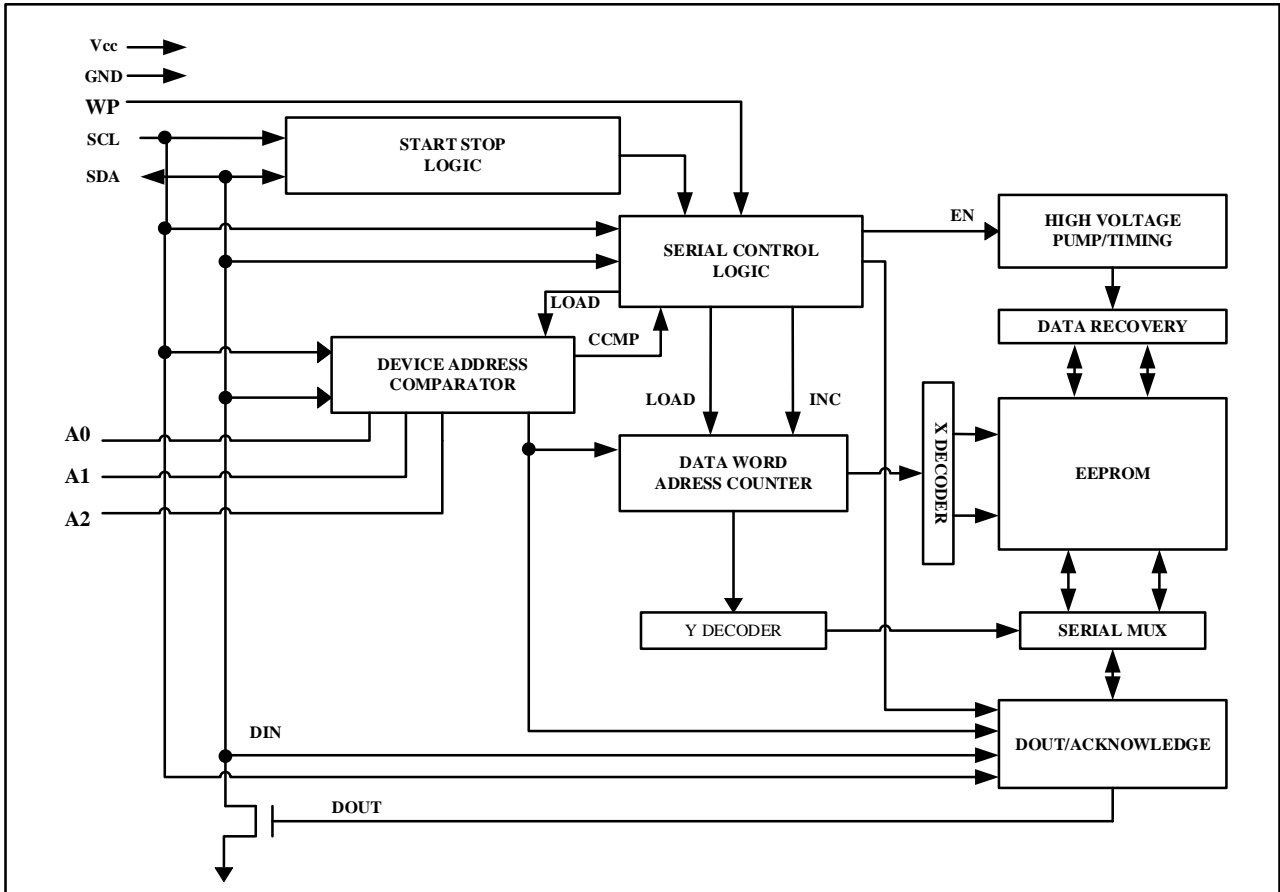 Vcc
GND
WP
SCL
SDA
START STOP
LOGIC
SERIAL CONTROL
LOGIC
EN
HIGH VOLTAGE
PUMP/TIMING
LOAD
CCMP
DATA RECOVERY
DEVICE ADDRESS
COMPARATOR
LOAD
INC
A0
A1
A2
DATA WORD
ADRESS COUNTER
X DECODER
EEPROM
Y DECODER
SERIAL MUX
DIN
DOUT/ACKNOWLEDGE
DOUT